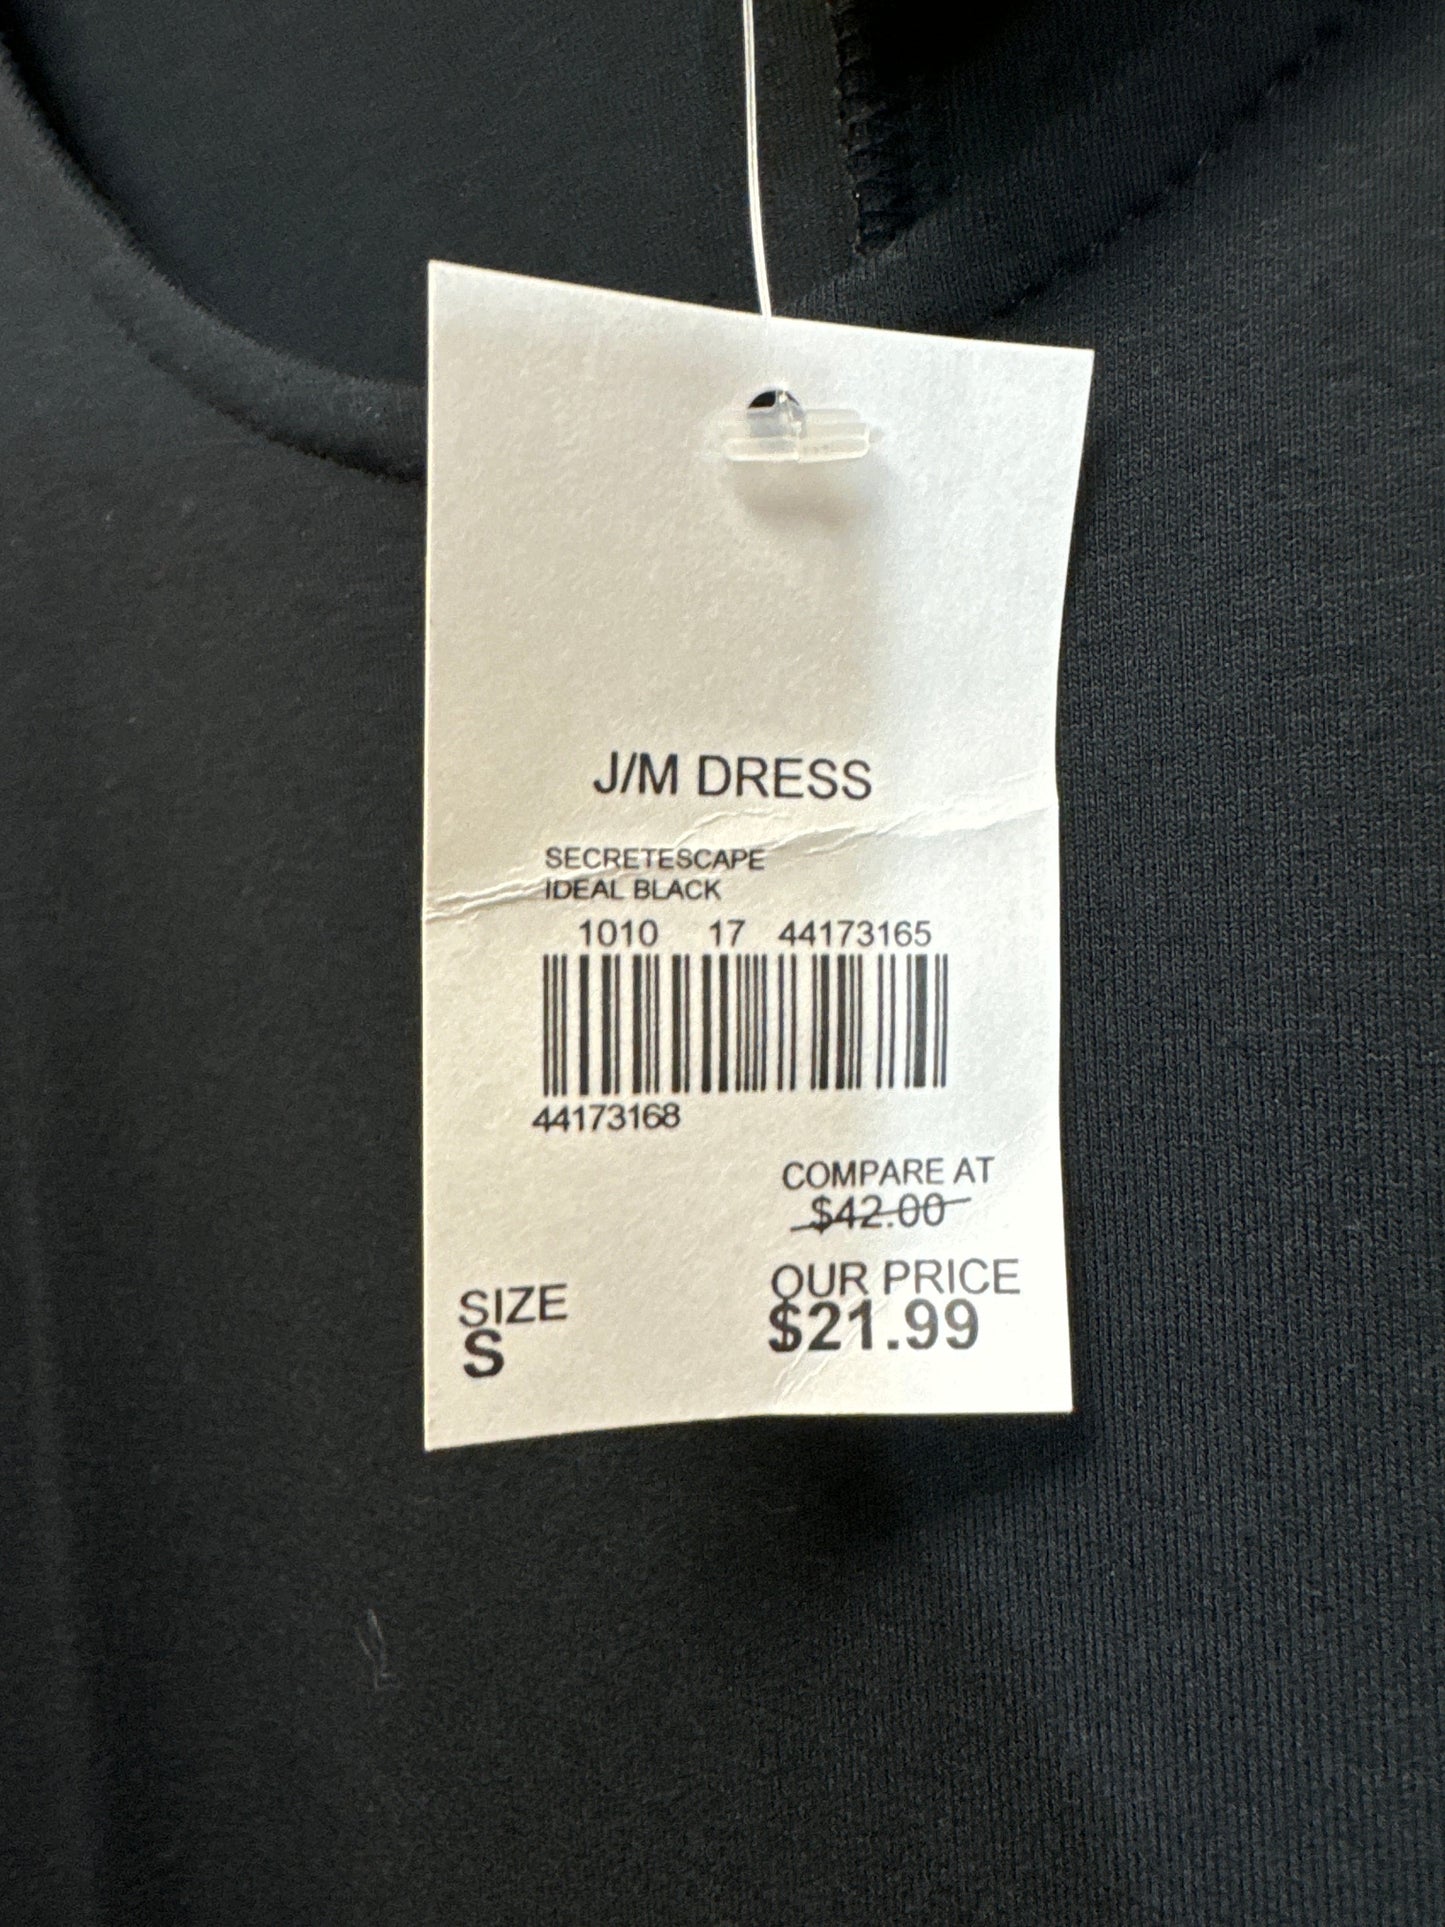 J/M DRESS
SECRETESCAPE
IDEAL BLACK
1010 17 44173165
44173168
COMPARE AT
$42.00
SIZE OUR PRICE
S $21.99